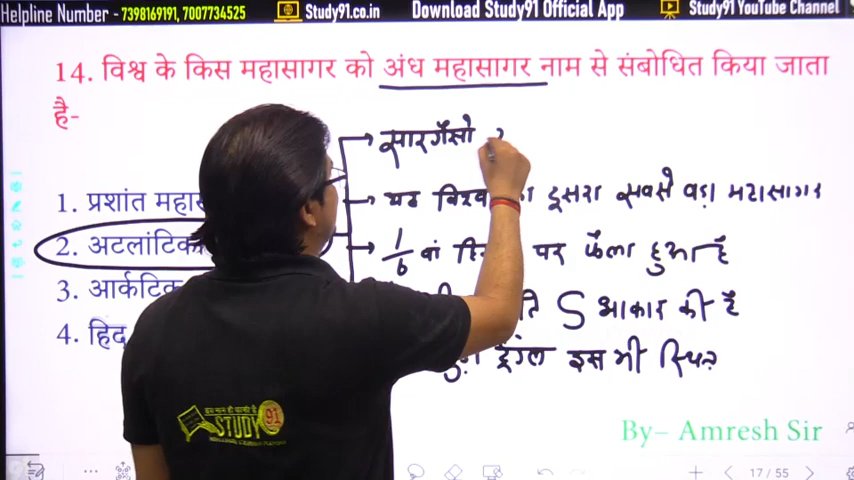 Helpline Number - 7398169191, 7007734525 Study91.co.in Download Study91 Official App Study91 YouTube Channel
14. विश्व के किस महासागर को अंध महासागर नाम से संबोधित किया जाता
है-
सारगैसो
1. प्रशांत महास
यह विश्व का दूसरा सबसे बड़ा महासागर
2. अटलांटिक
1/6 वां पर फैला हुआ है
3. आर्कटिक
S आकार की है
4. हिंद
इस भी स्थित
STUDY 91
By– Amresh Sir
17 / 55